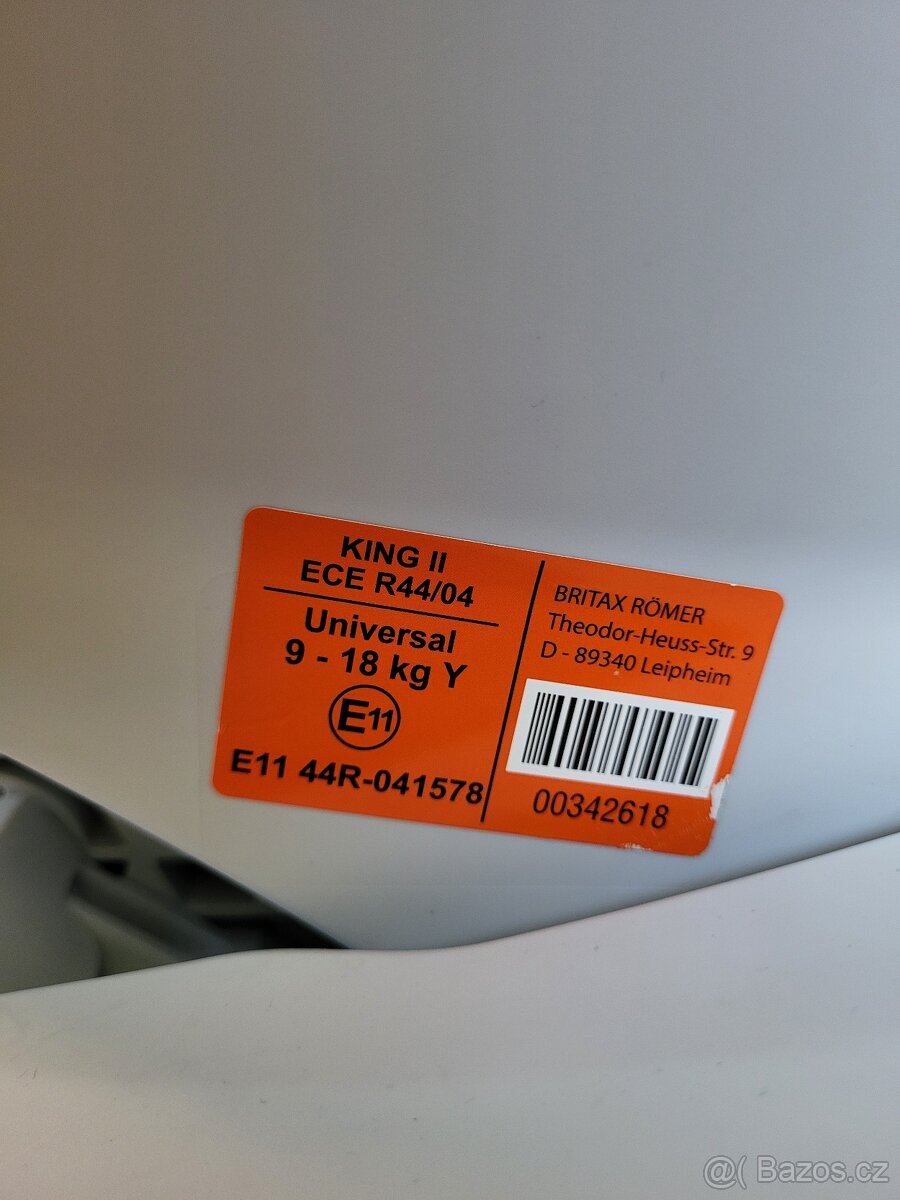 KING II
ECE R44/04
Universal
9 - 18 kg Y
E11
E11 44R-041578
BRITAX RÖMER
Theodor-Heuss-Str. 9
D - 89340 Leipheim
00342618
@( Bazos.cz